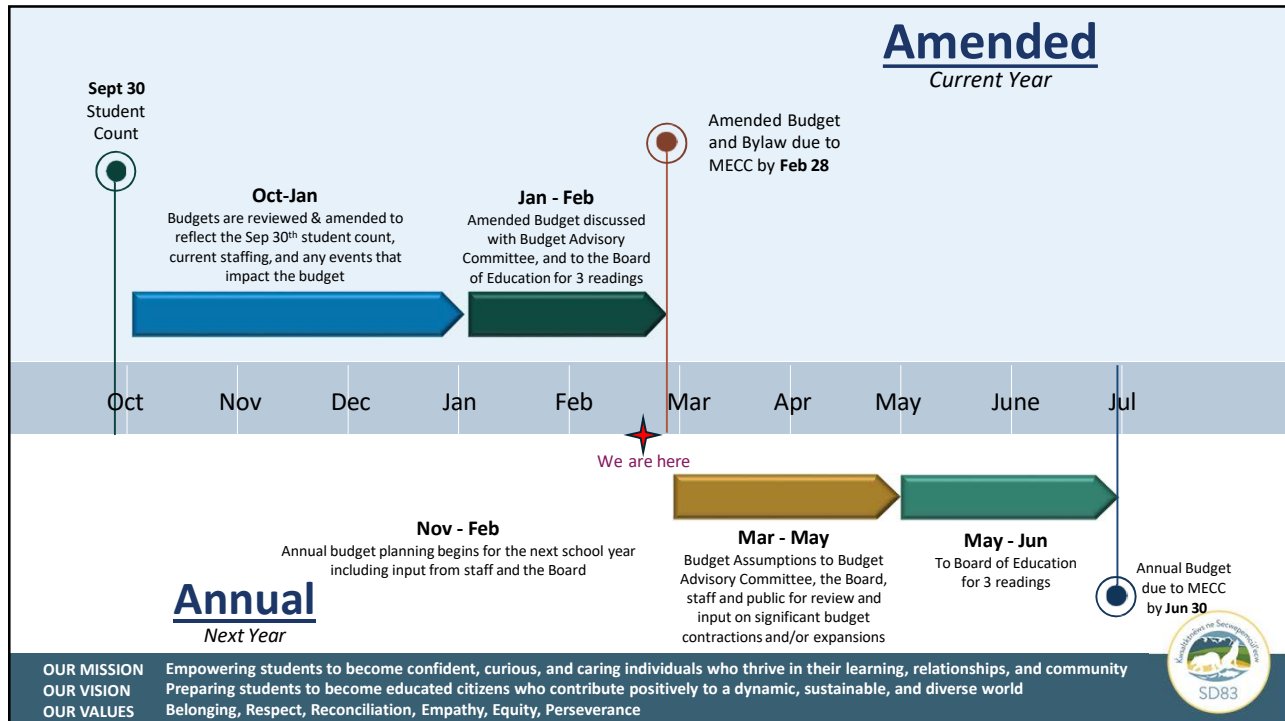 Amended
Current Year
Sept 30
Student
Count
Amended Budget
and Bylaw due to
MECC by Feb 28
Oct-Jan
Budgets are reviewed & amended to
reflect the Sep 30th student count,
current staffing, and any events that
impact the budget
Jan - Feb
Amended Budget discussed
with Budget Advisory
Committee, and to the Board
of Education for 3 readings
Oct Nov Dec Jan Feb Mar Apr May June Jul
We are here
Nov - Feb
Annual budget planning begins for the next school year
including input from staff and the Board
Mar - May
Budget Assumptions to Budget
Advisory Committee, the Board,
staff and public for review and
input on significant budget
contractions and/or expansions
May - Jun
To Board of Education
for 3 readings
Annual Budget
due to MECC
by Jun 30
Annual
Next Year
OUR MISSION Empowering students to become confident, curious, and caring individuals who thrive in their learning, relationships, and community
OUR VISION Preparing students to become educated citizens who contribute positively to a dynamic, sustainable, and diverse world
OUR VALUES Belonging, Respect, Reconciliation, Empathy, Equity, Perseverance
SD83